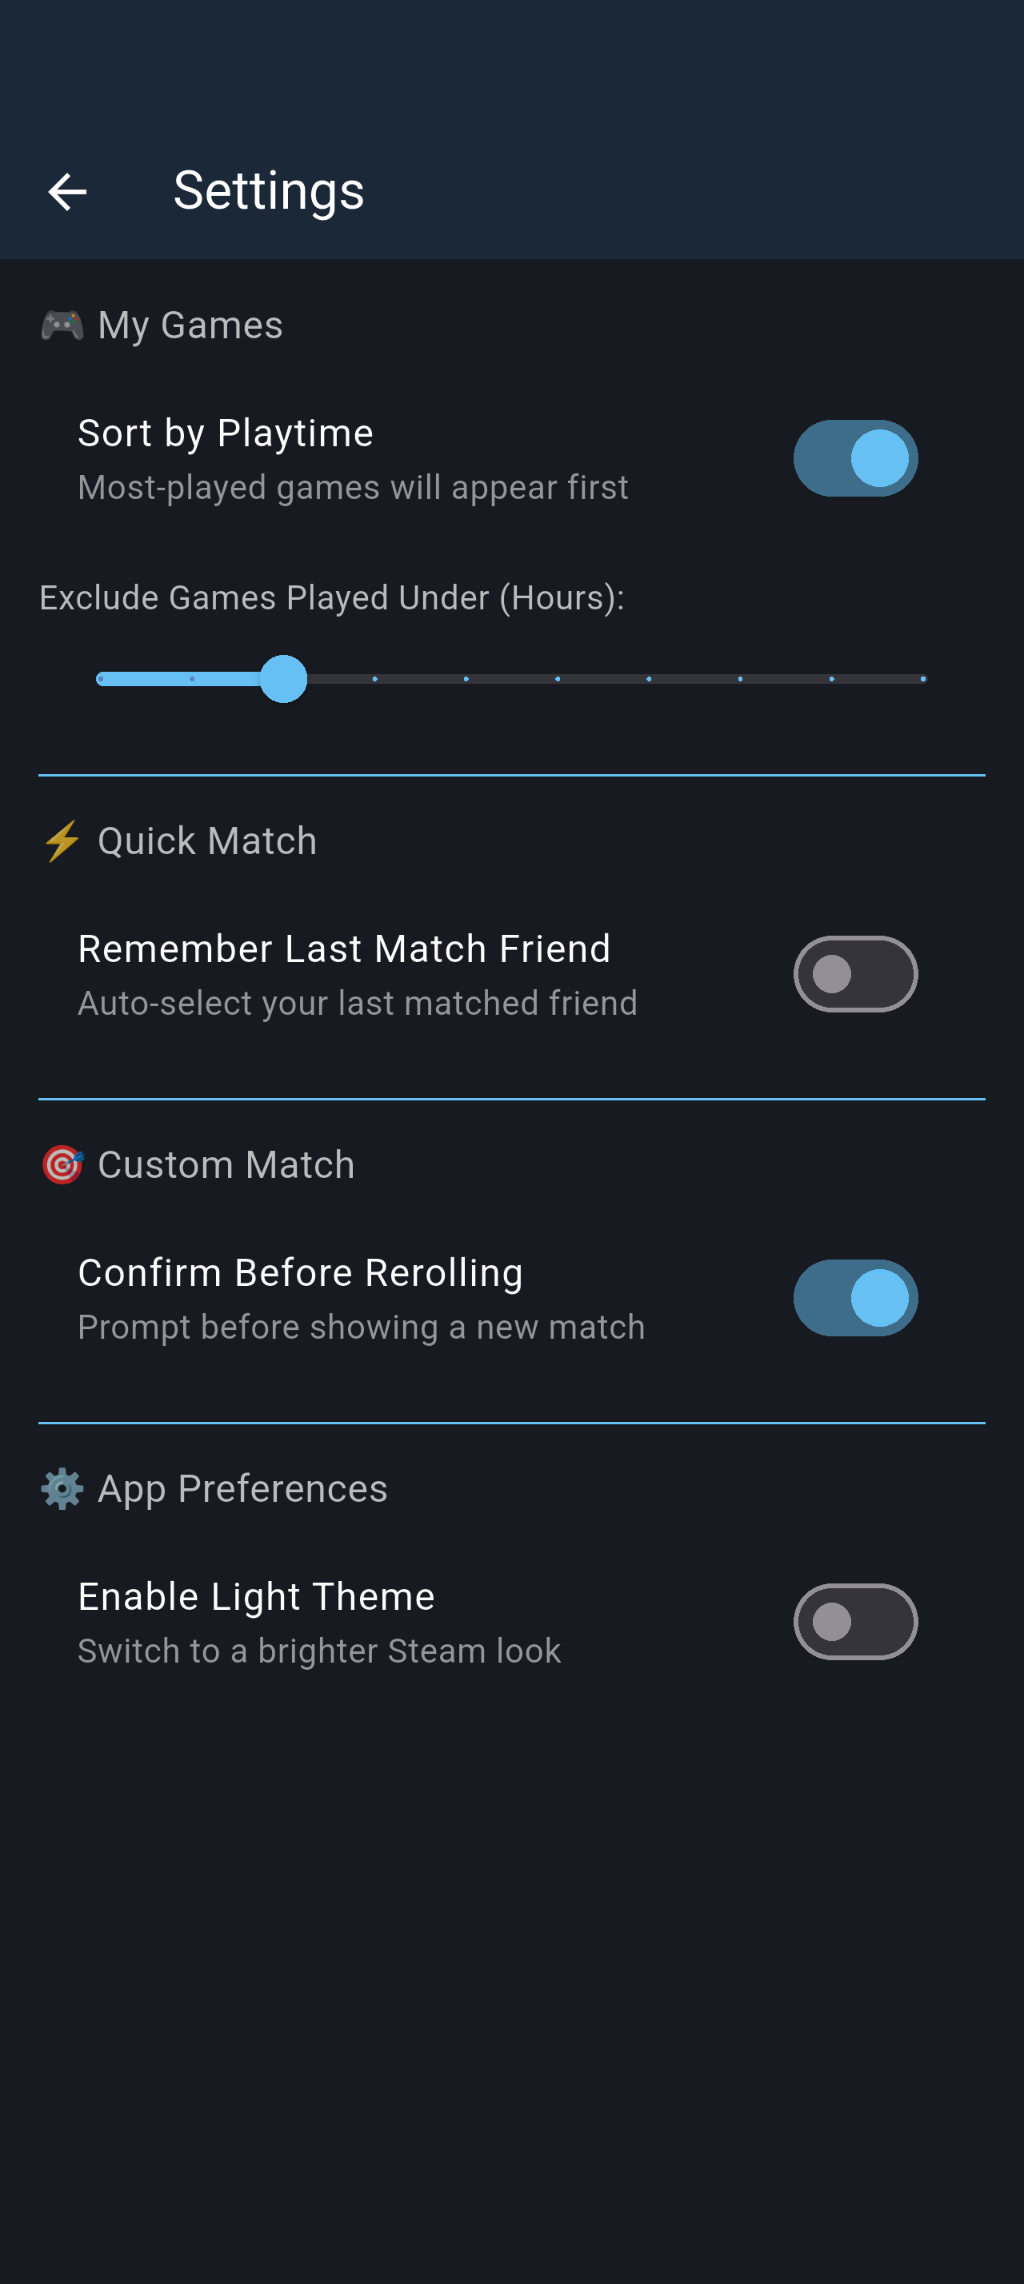 Settings
My Games
Sort by Playtime
Most-played games will appear first
Exclude Games Played Under (Hours):
Quick Match
Remember Last Match Friend
Auto-select your last matched friend
Custom Match
Confirm Before Rerolling
Prompt before showing a new match
App Preferences
Enable Light Theme
Switch to a brighter Steam look